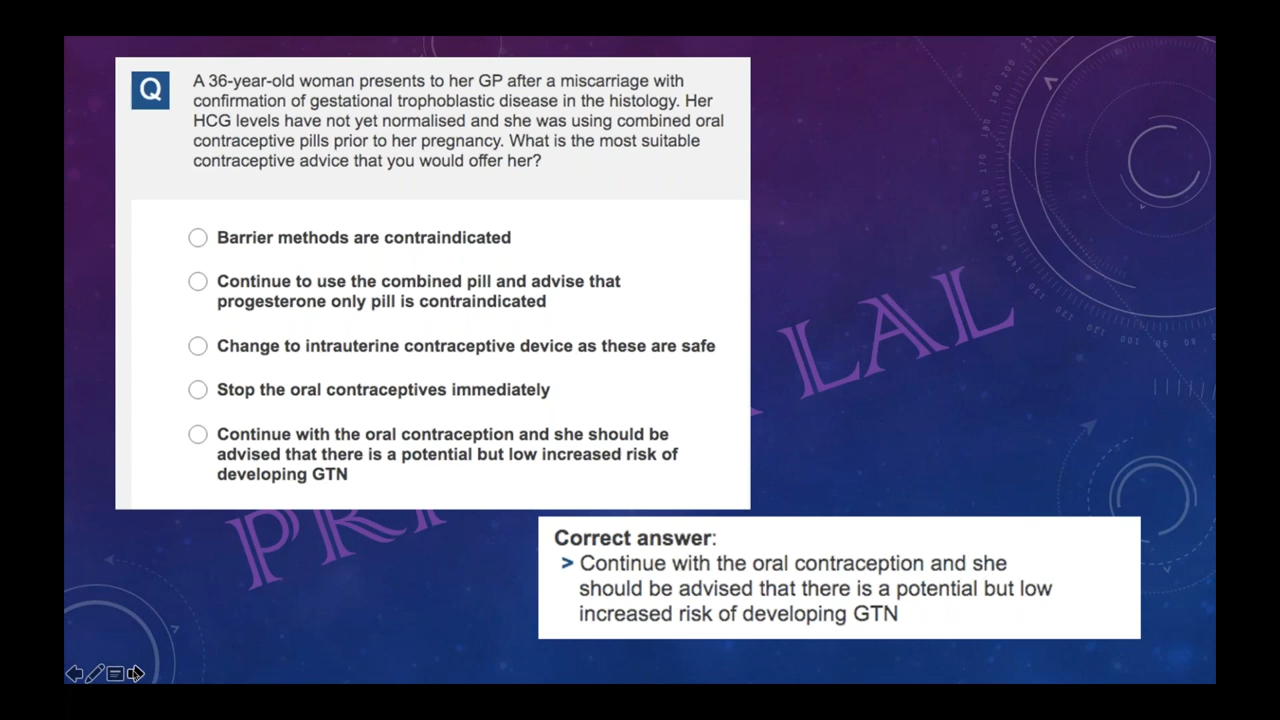 Q
A 36-year-old woman presents to her GP after a miscarriage with
confirmation of gestational trophoblastic disease in the histology. Her
HCG levels have not yet normalised and she was using combined oral
contraceptive pills prior to her pregnancy. What is the most suitable
contraceptive advice that you would offer her?
Barrier methods are contraindicated
Continue to use the combined pill and advise that
progesterone only pill is contraindicated
Change to intrauterine contraceptive device as these are safe
Stop the oral contraceptives immediately
Continue with the oral contraception and she should be
advised that there is a potential but low increased risk of
developing GTN
Correct answer:
> Continue with the oral contraception and she
should be advised that there is a potential but low
increased risk of developing GTN
LAL